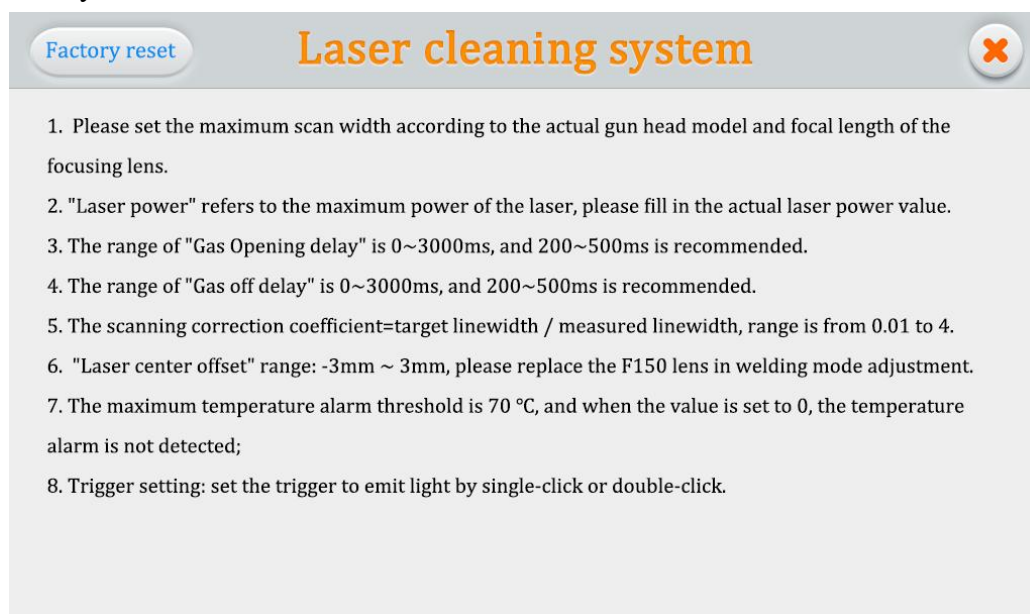 Factory reset
Laser cleaning system
1. Please set the maximum scan width according to the actual gun head model and focal length of the
focusing lens.
2. "Laser power" refers to the maximum power of the laser, please fill in the actual laser power value.
3. The range of "Gas Opening delay" is 0~3000ms, and 200~500ms is recommended.
4. The range of "Gas off delay" is 0~3000ms, and 200~500ms is recommended.
5. The scanning correction coefficient=target linewidth / measured linewidth, range is from 0.01 to 4.
6. "Laser center offset" range: -3mm ~ 3mm, please replace the F150 lens in welding mode adjustment.
7. The maximum temperature alarm threshold is 70 ℃, and when the value is set to 0, the temperature
alarm is not detected;
8. Trigger setting: set the trigger to emit light by single-click or double-click.